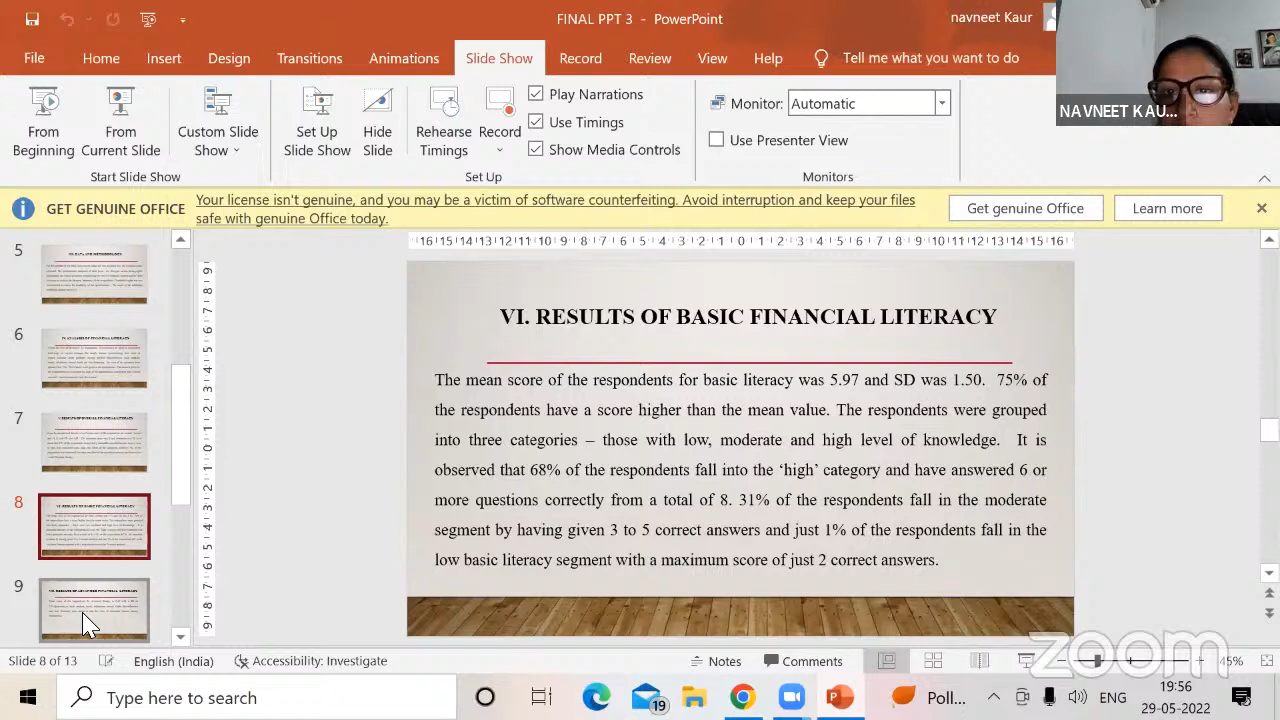 FINAL PPT 3 - PowerPoint
navneet Kaur
File Home Insert Design Transitions Animations Slide Show Record Review View Help Tell me what you want to do
From Beginning
From Current Slide
Custom Slide Show
Set Up Slide Show
Hide Slide
Rehearse Timings
Record
Play Narrations
Use Timings
Show Media Controls
Monitor: Automatic
Use Presenter View
Start Slide Show
Set Up
Monitors
NAVNEET KAU...
GET GENUINE OFFICE
Your license isn't genuine, and you may be a victim of software counterfeiting. Avoid interruption and keep your files
safe with genuine Office today.
Get genuine Office
Learn more
5
6
7
8
9
VI. RESULTS OF BASIC FINANCIAL LITERACY
The mean score of the respondents for basic literacy was 5.97 and SD was 1.50. 75% of
the respondents have a score higher than the mean value. The respondents were grouped
into three categories – those with low, moderate and high level of knowledge. It is
observed that 68% of the respondents fall into the ‘high’ category and have answered 6 or
more questions correctly from a total of 8. 31% of the respondents fall in the moderate
segment by having given 3 to 5 correct answers and just 1% of the respondents fall in the
low basic literacy segment with a maximum score of just 2 correct answers.
Slide 8 of 13
English (India)
Accessibility: Investigate
Notes
Comments
45%
zoom
Type here to search
19
Poll...
ENG
19:56
29-05-2022